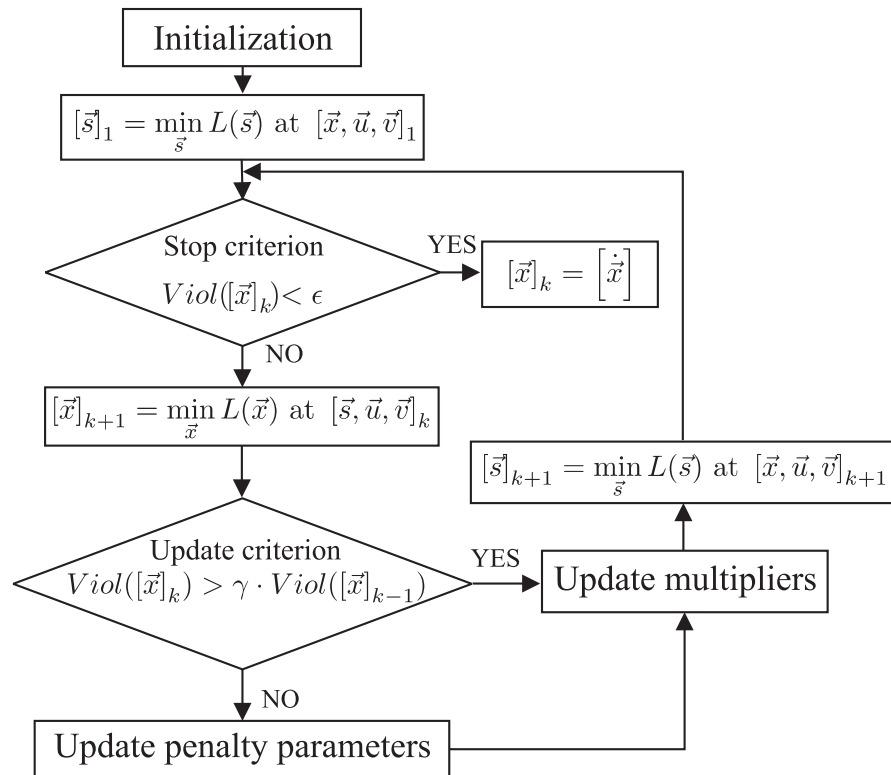 Initialization
[s⃗]₁ = min L(s⃗) at [x⃗, u⃗, v⃗]₁
s⃗
Stop criterion
Viol([x⃗]ₖ) < ϵ
YES
[x⃗]ₖ = [ẋ⃗]
NO
[x⃗]ₖ₊₁ = min L(x⃗) at [s⃗, u⃗, v⃗]ₖ
x⃗
Update criterion
Viol([x⃗]ₖ) > γ · Viol([x⃗]ₖ₋₁)
YES
[s⃗]ₖ₊₁ = min L(s⃗) at [x⃗, u⃗, v⃗]ₖ₊₁
s⃗
Update multipliers
NO
Update penalty parameters